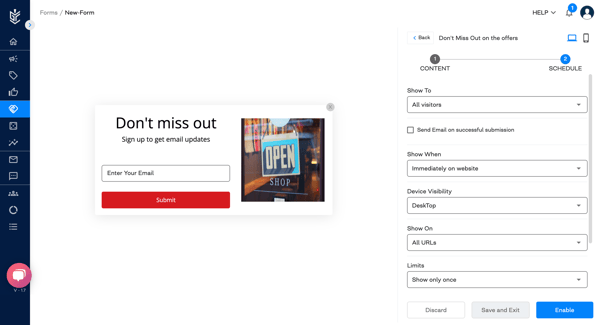 Forms / New-Form
HELP
1
Back
Don't Miss Out on the offers
1
2
CONTENT
SCHEDULE
Show To
All visitors
Send Email on successful submission
Show When
Immediately on website
Device Visibility
DeskTop
Show On
All URLs
Limits
Show only once
Discard
Save and Exit
Enable
Don't miss out
Sign up to get email updates
Enter Your Email
Submit
OPEN
SHOP